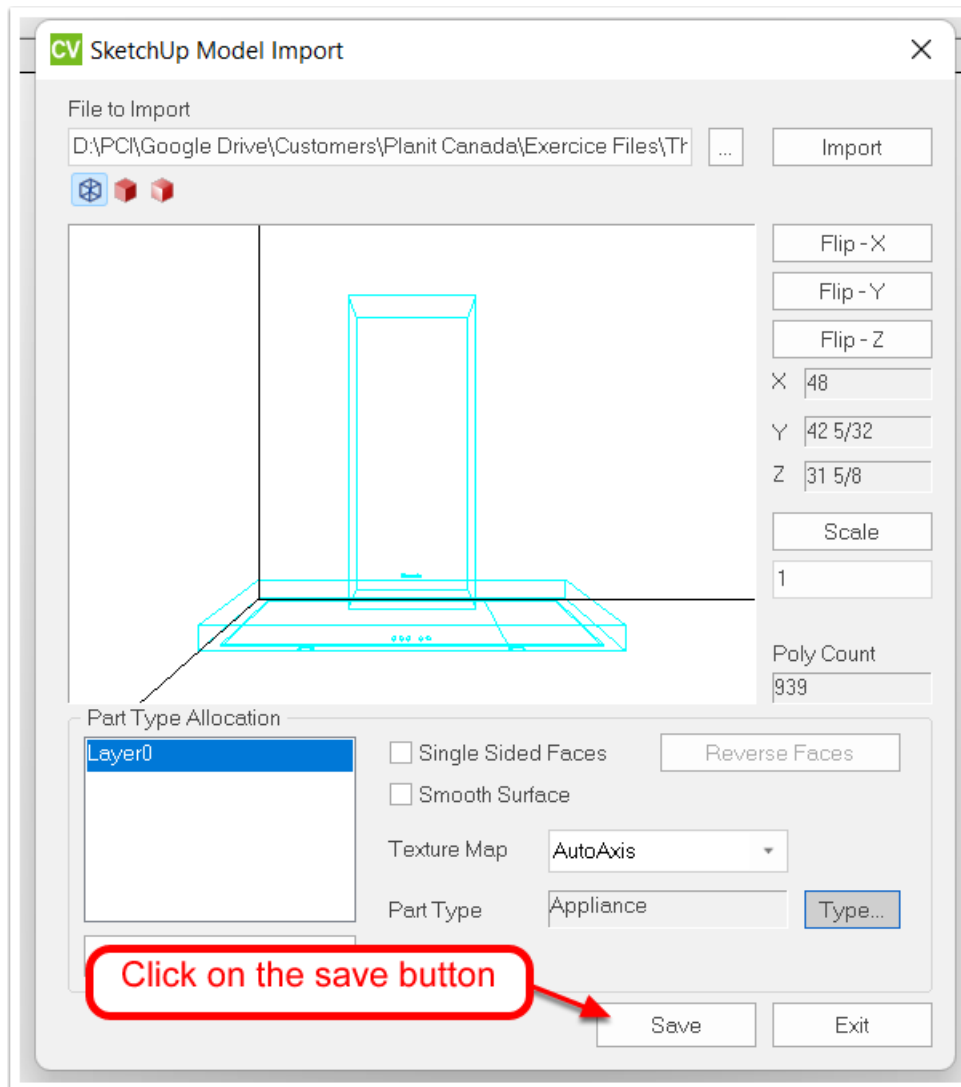 CV SketchUp Model Import
File to Import
D:\PCI\Google Drive\Customers\Planit Canada\Exercice Files\Th
...
Import
Flip - X
Flip - Y
Flip - Z
X 48
Y 42 5/32
Z 31 5/8
Scale
1
Poly Count
939
Part Type Allocation
Layer0
Single Sided Faces
Reverse Faces
Smooth Surface
Texture Map AutoAxis
Part Type Appliance Type...
Click on the save button
Save Exit